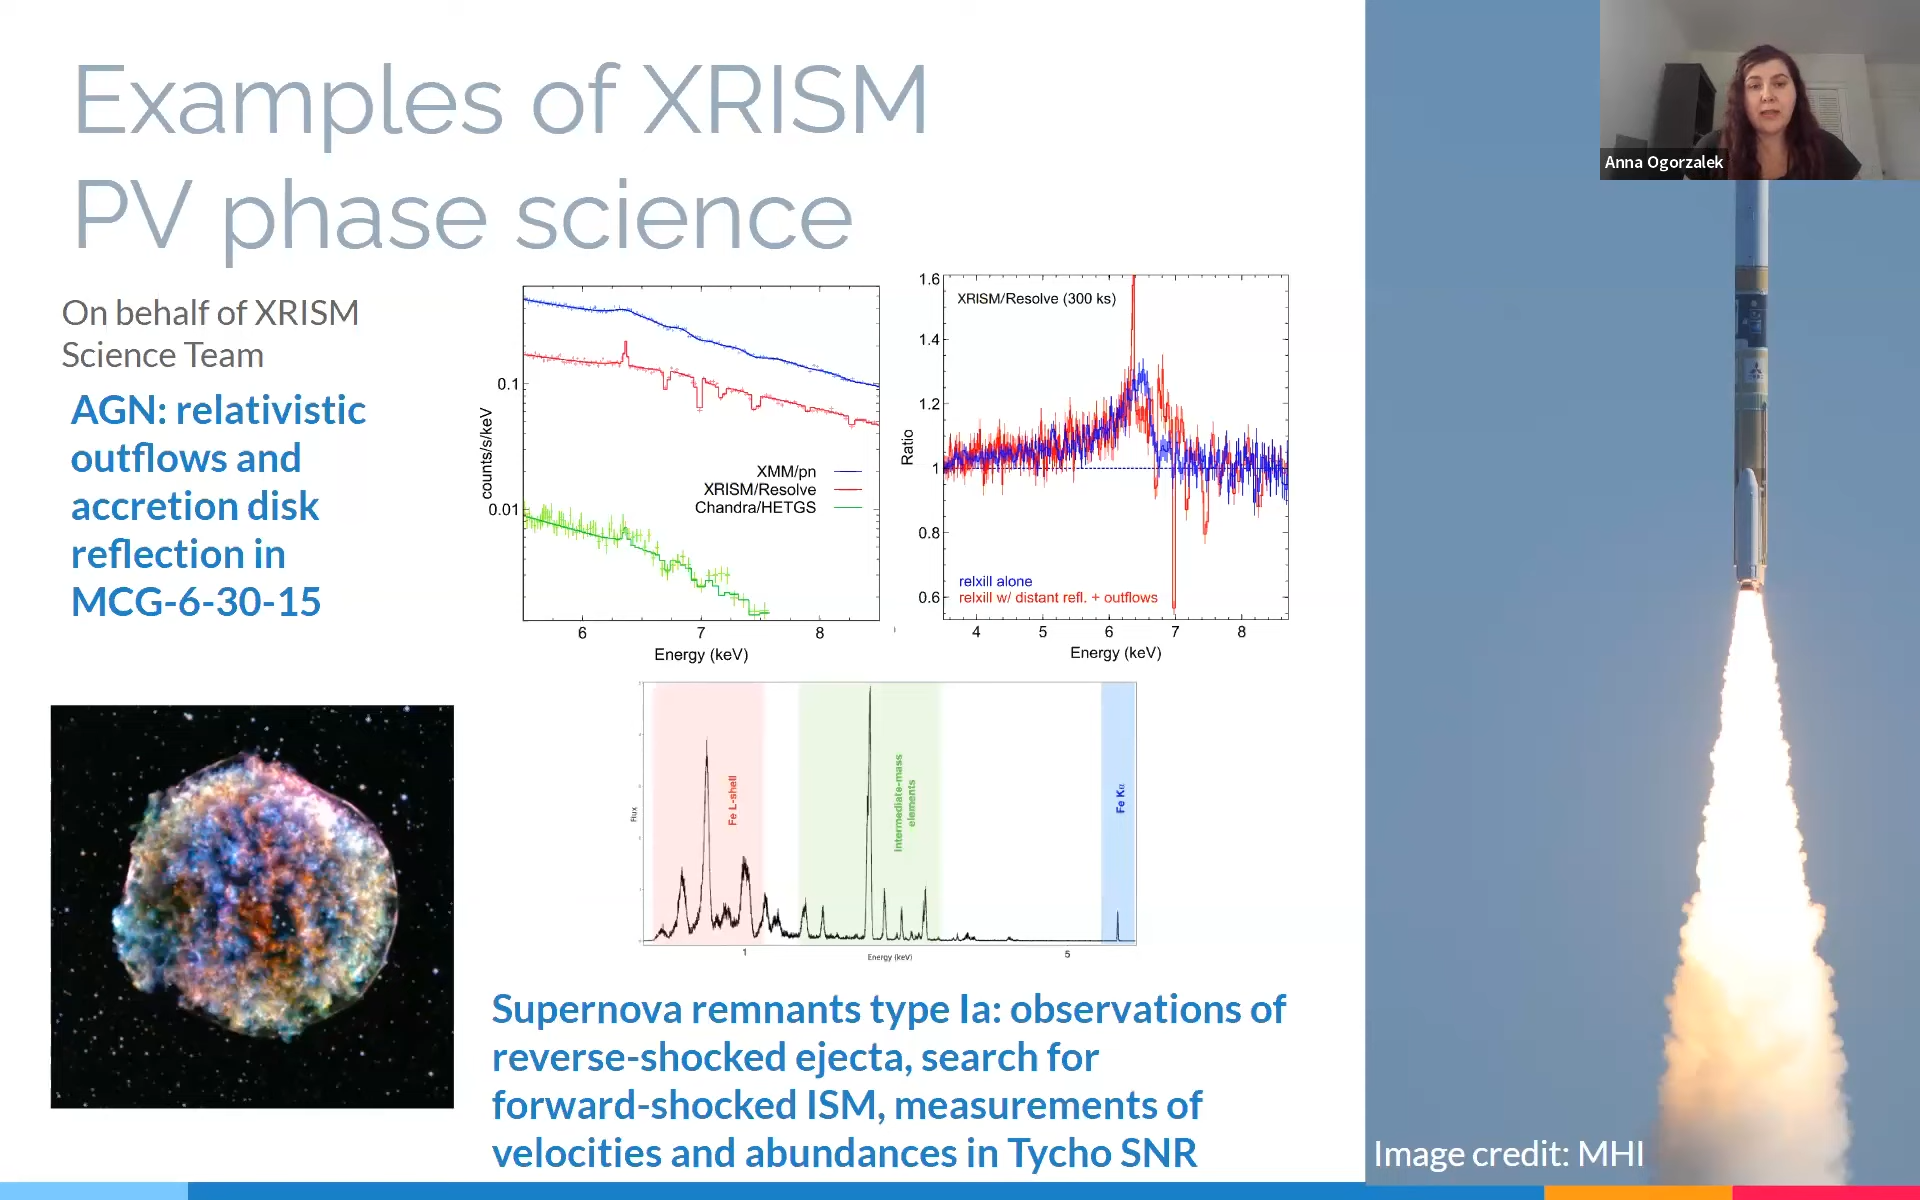 Examples of XRISM
PV phase science
Anna Ogorzalek
On behalf of XRISM
Science Team
AGN: relativistic
outflows and
accretion disk
reflection in
MCG-6-30-15
counts/s/keV
0.1
0.01
XMM/pn
XRISM/Resolve
Chandra/HETGS
6 7 8
Energy (keV)
Ratio
1.6
1.4
1.2
1
0.8
0.6
XRISM/Resolve (300 ks)
relxill alone
relxill w/ distant refl. + outflows
4 5 6 7 8
Energy (keV)
Flux
Fe L-shell
Intermediate-mass
elements
Fe Kα
1 5
Energy (keV)
Supernova remnants type Ia: observations of
reverse-shocked ejecta, search for
forward-shocked ISM, measurements of
velocities and abundances in Tycho SNR
Image credit: MHI